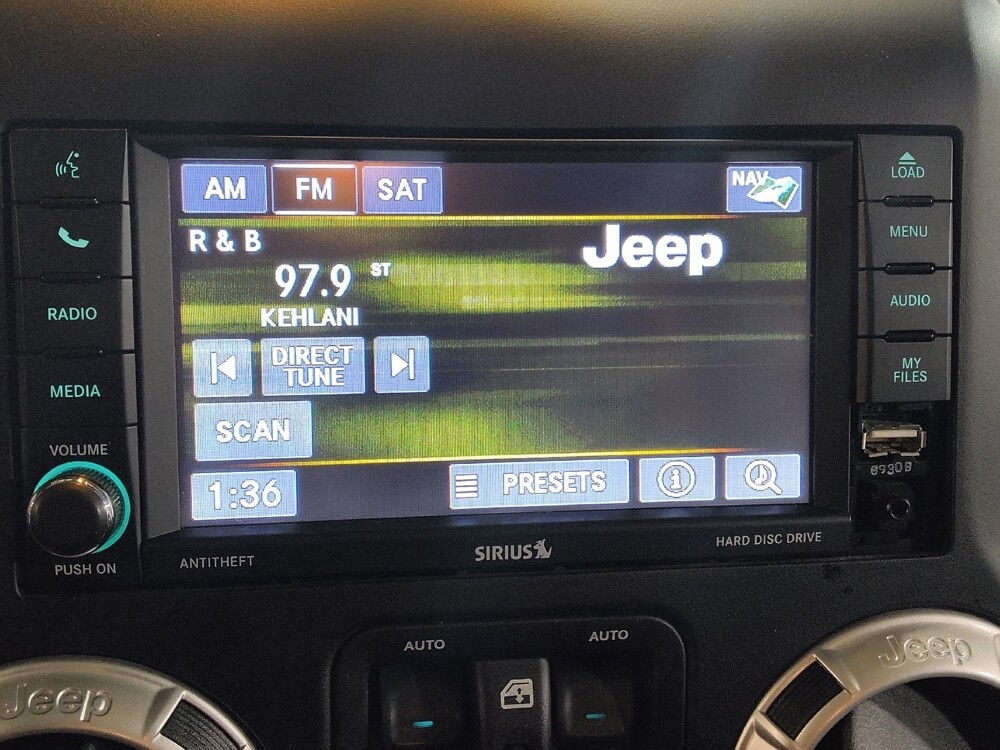 AM FM SAT NAV
R & B
Jeep
97.9 ST
KEHLANI
DIRECT
TUNE
SCAN
1:36 PRESETS
RADIO
MEDIA
VOLUME
PUSH ON
LOAD
MENU
AUDIO
MY
FILES
ANTITHEFT SIRIUS HARD DISC DRIVE
AUTO AUTO
Jeep Jeep